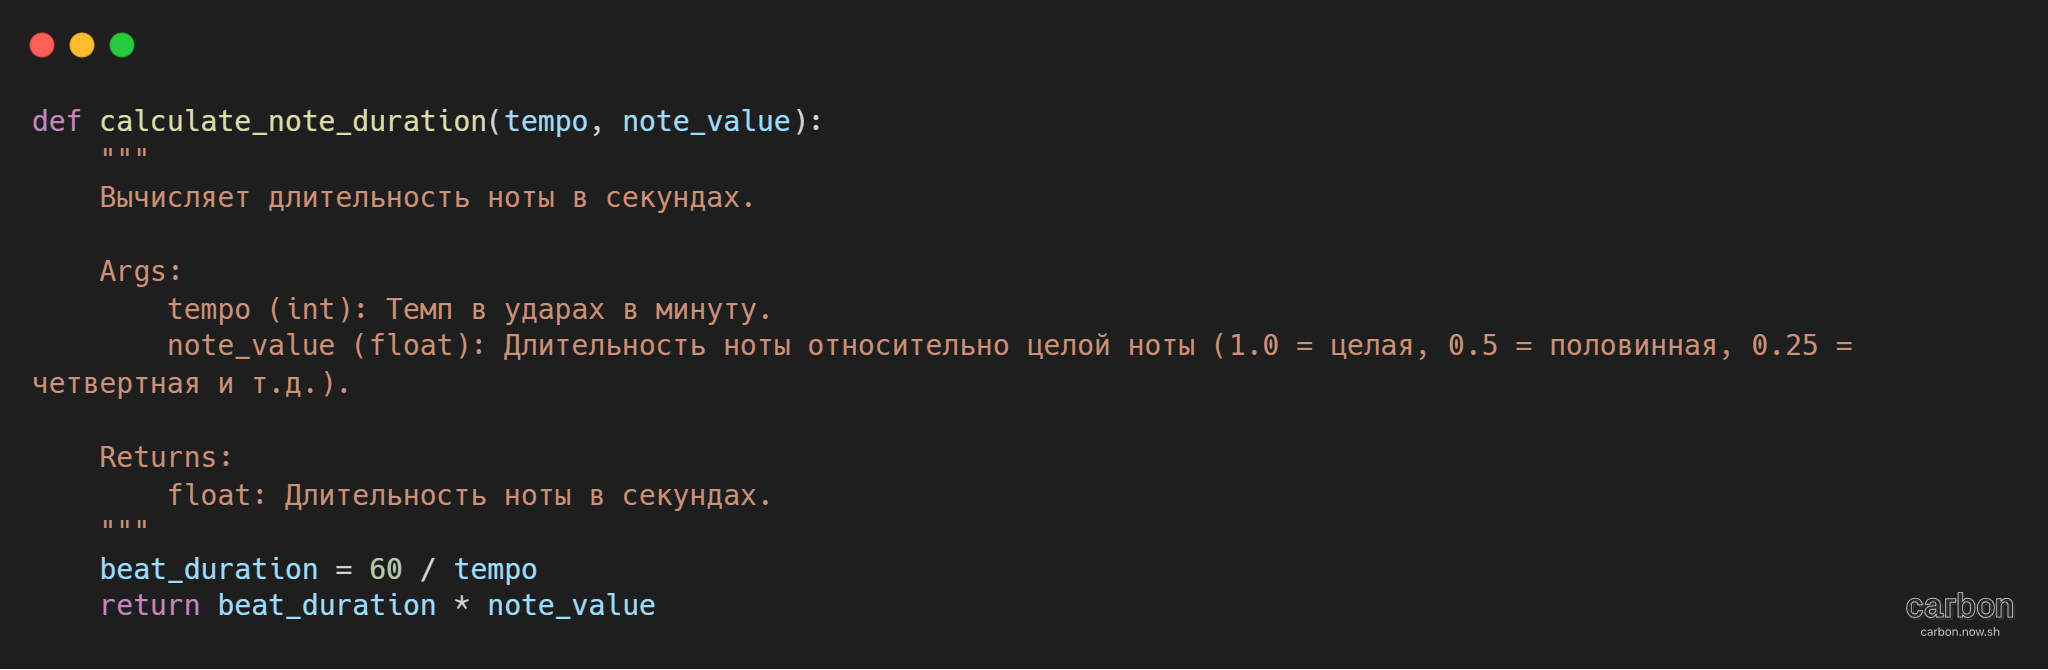 def calculate_note_duration(tempo, note_value):
    """
    Вычисляет длительность ноты в секундах.

    Args:
        tempo (int): Темп в ударах в минуту.
        note_value (float): Длительность ноты относительно целой ноты (1.0 = целая, 0.5 = половинная, 0.25 =
четвертная и т.д.).

    Returns:
        float: Длительность ноты в секундах.
    """
    beat_duration = 60 / tempo
    return beat_duration * note_value
carbon
carbon.now.sh